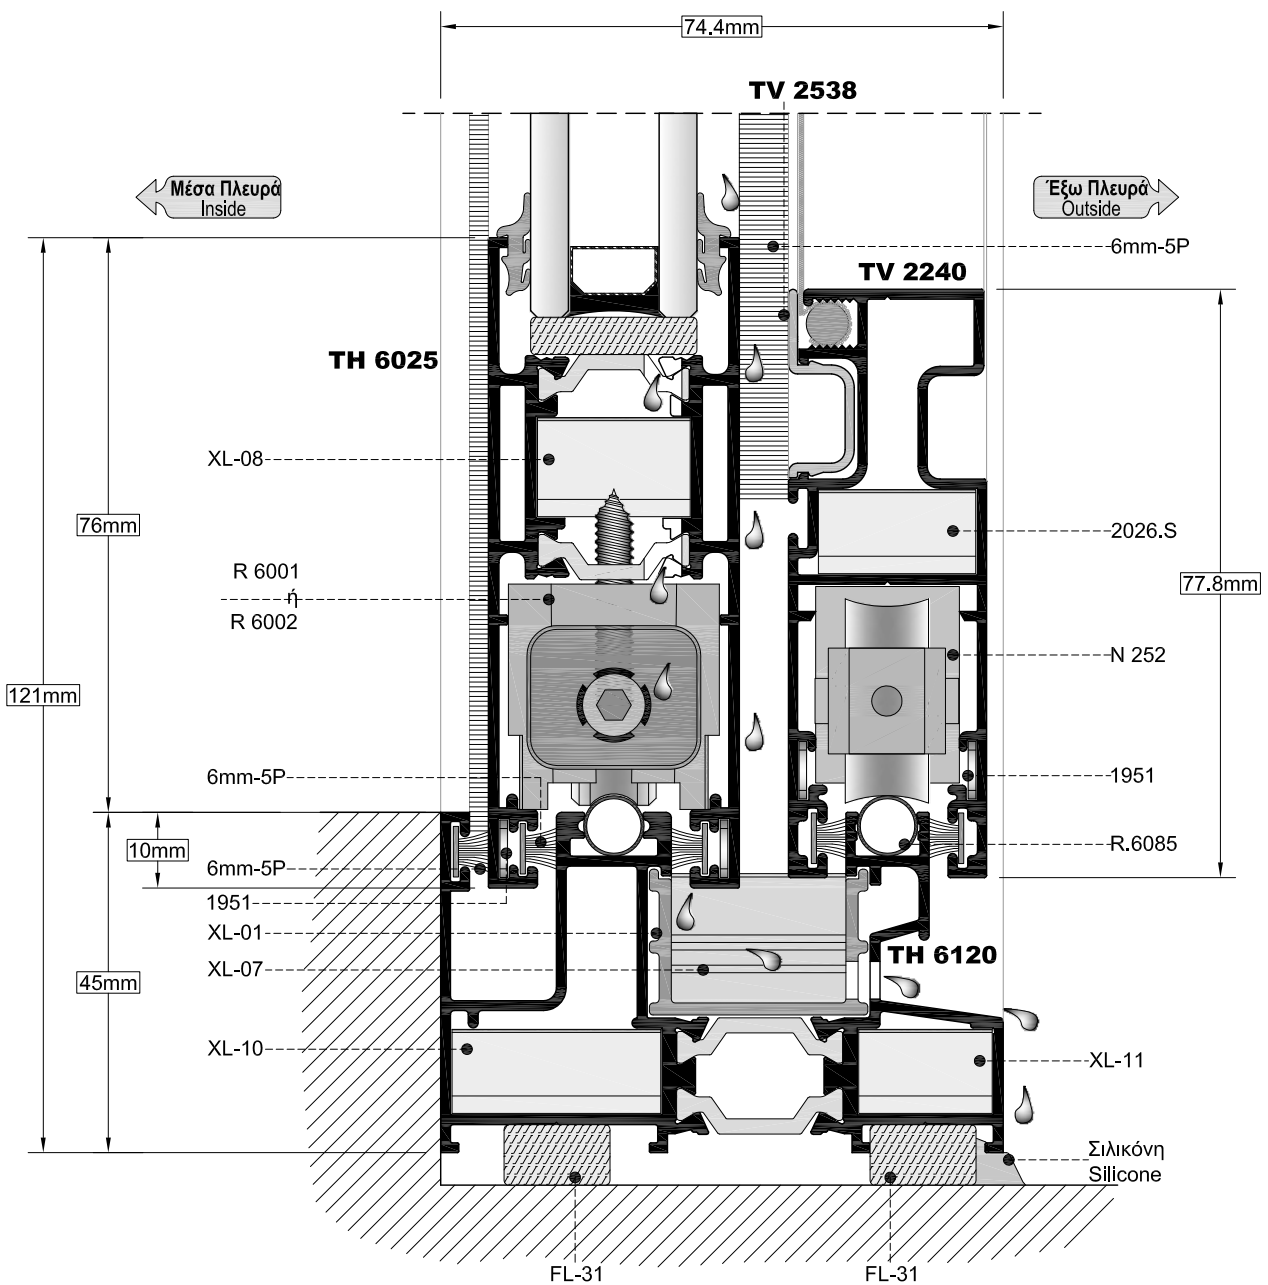 74.4mm
TV 2538
Μέσα Πλευρά
Inside
Έξω Πλευρά
Outside
6mm-5P
TV 2240
TH 6025
XL-08
76mm
2026.S
R 6001
ή
R 6002
77.8mm
N 252
121mm
6mm-5P
1951
10mm
R.6085
6mm-5P
1951
XL-01
TH 6120
XL-07
45mm
XL-10
XL-11
Σιλικόνη
Silicone
FL-31
FL-31